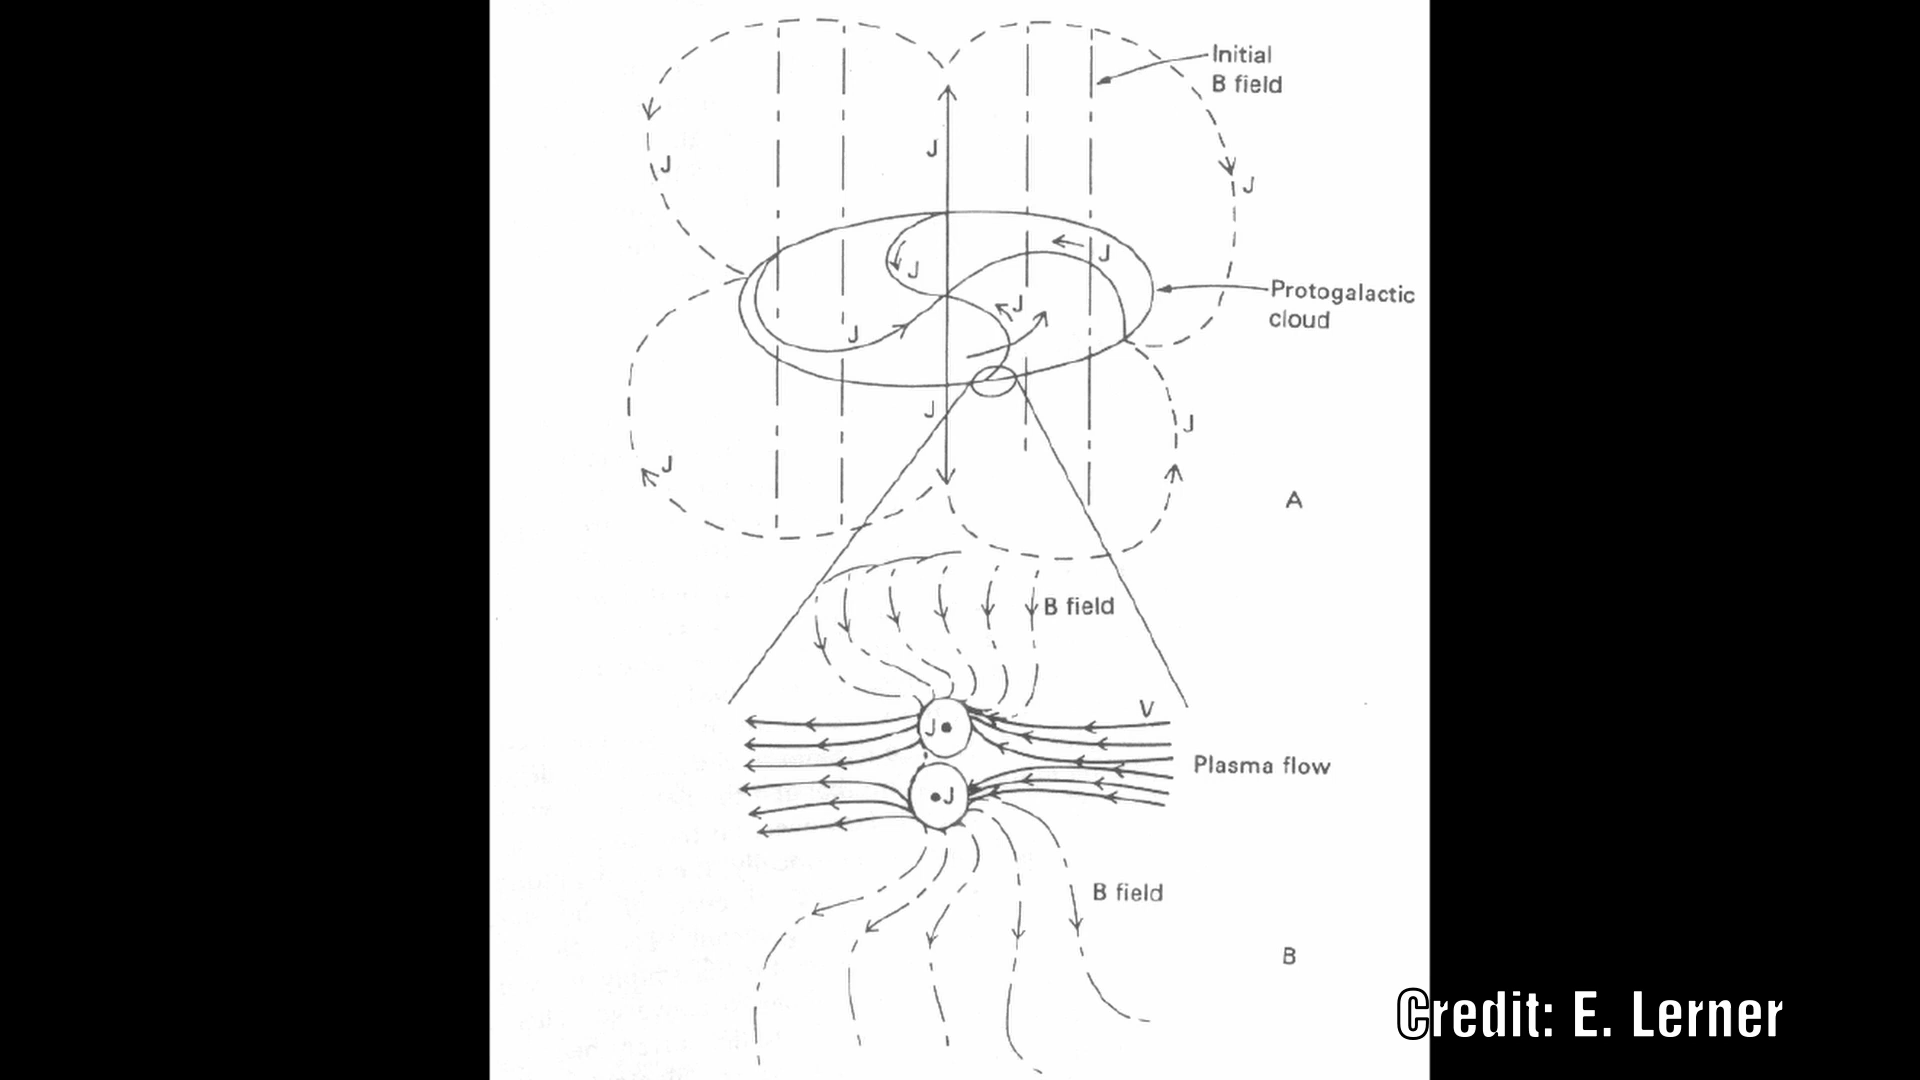 Initial
B field
J
J
J
J
J
J
J
J
Protogalactic
cloud
J
J
J
A
B field
V
J
Plasma flow
J
B field
B
Credit: E. Lerner